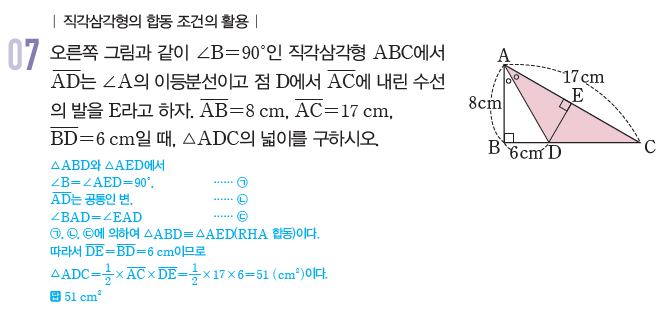 | 직각삼각형의 합동 조건의 활용 |
07 오른쪽 그림과 같이 ∠B=90°인 직각삼각형 ABC에서
AD는 ∠A의 이등분선이고 점 D에서 AC에 내린 수선
의 발을 E라고 하자. AB=8 cm, AC=17 cm,
BD=6 cm일 때, △ADC의 넓이를 구하시오.
A
17 cm
E
8 cm
B 6 cm D C
△ABD와 △AED에서
∠B=∠AED=90°, …… ㉠
AD는 공통인 변, …… ㉡
∠BAD=∠EAD …… ㉢
㉠, ㉡, ㉢에 의하여 △ABD≡△AED(RHA 합동)이다.
따라서 DE=BD=6 cm이므로
△ADC=1/2×AC×DE=1/2×17×6=51 (cm²)이다.
답 51 cm²